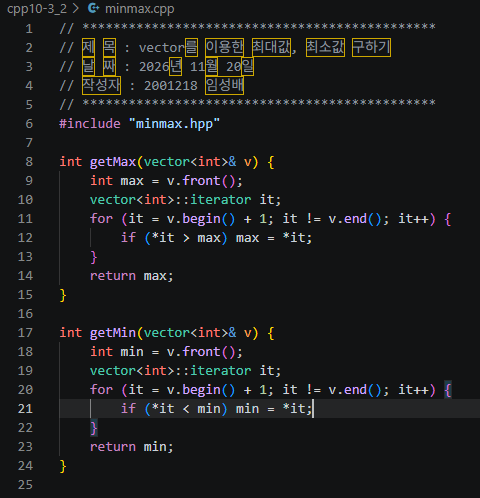 cpp10-3_2 > minmax.cpp
1 // *********************************************
2 // 제 목 : vector를 이용한 최대값, 최소값 구하기
3 // 날 짜 : 2026년 11월 20일
4 // 작성자 : 2001218 임성배
5 // *********************************************
6 #include "minmax.hpp"
7
8 int getMax(vector<int>& v) {
9     int max = v.front();
10     vector<int>::iterator it;
11     for (it = v.begin() + 1; it != v.end(); it++) {
12         if (*it > max) max = *it;
13     }
14     return max;
15 }
16
17 int getMin(vector<int>& v) {
18     int min = v.front();
19     vector<int>::iterator it;
20     for (it = v.begin() + 1; it != v.end(); it++) {
21         if (*it < min) min = *it;
22     }
23     return min;
24 }
25